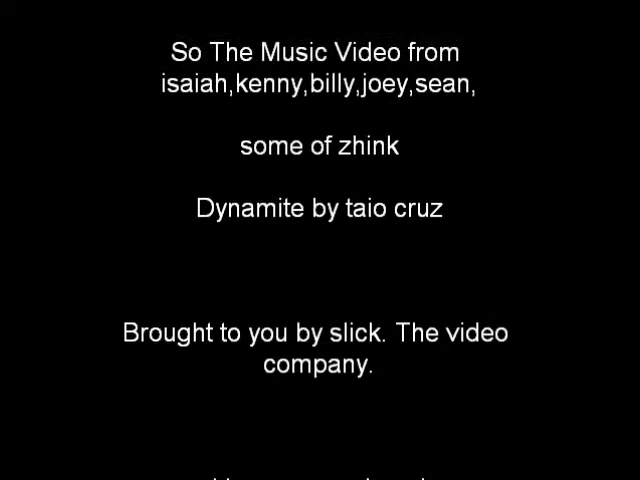 So The Music Video from
isaiah,kenny,billy,joey,sean,
some of zhink
Dynamite by taio cruz
Brought to you by slick. The video
company.